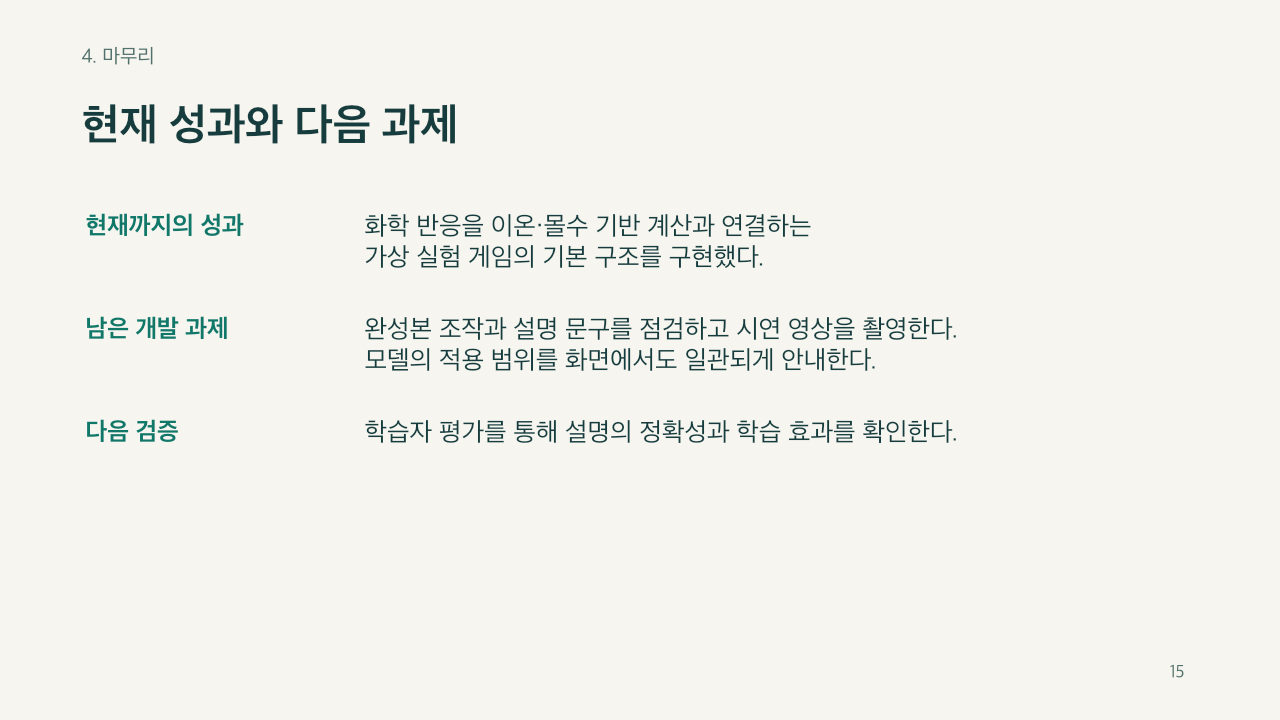 4. 마무리
현재 성과와 다음 과제
현재까지의 성과
화학 반응을 이온·몰수 기반 계산과 연결하는
가상 실험 게임의 기본 구조를 구현했다.
남은 개발 과제
완성본 조작과 설명 문구를 점검하고 시연 영상을 촬영한다.
모델의 적용 범위를 화면에서도 일관되게 안내한다.
다음 검증
학습자 평가를 통해 설명의 정확성과 학습 효과를 확인한다.
15